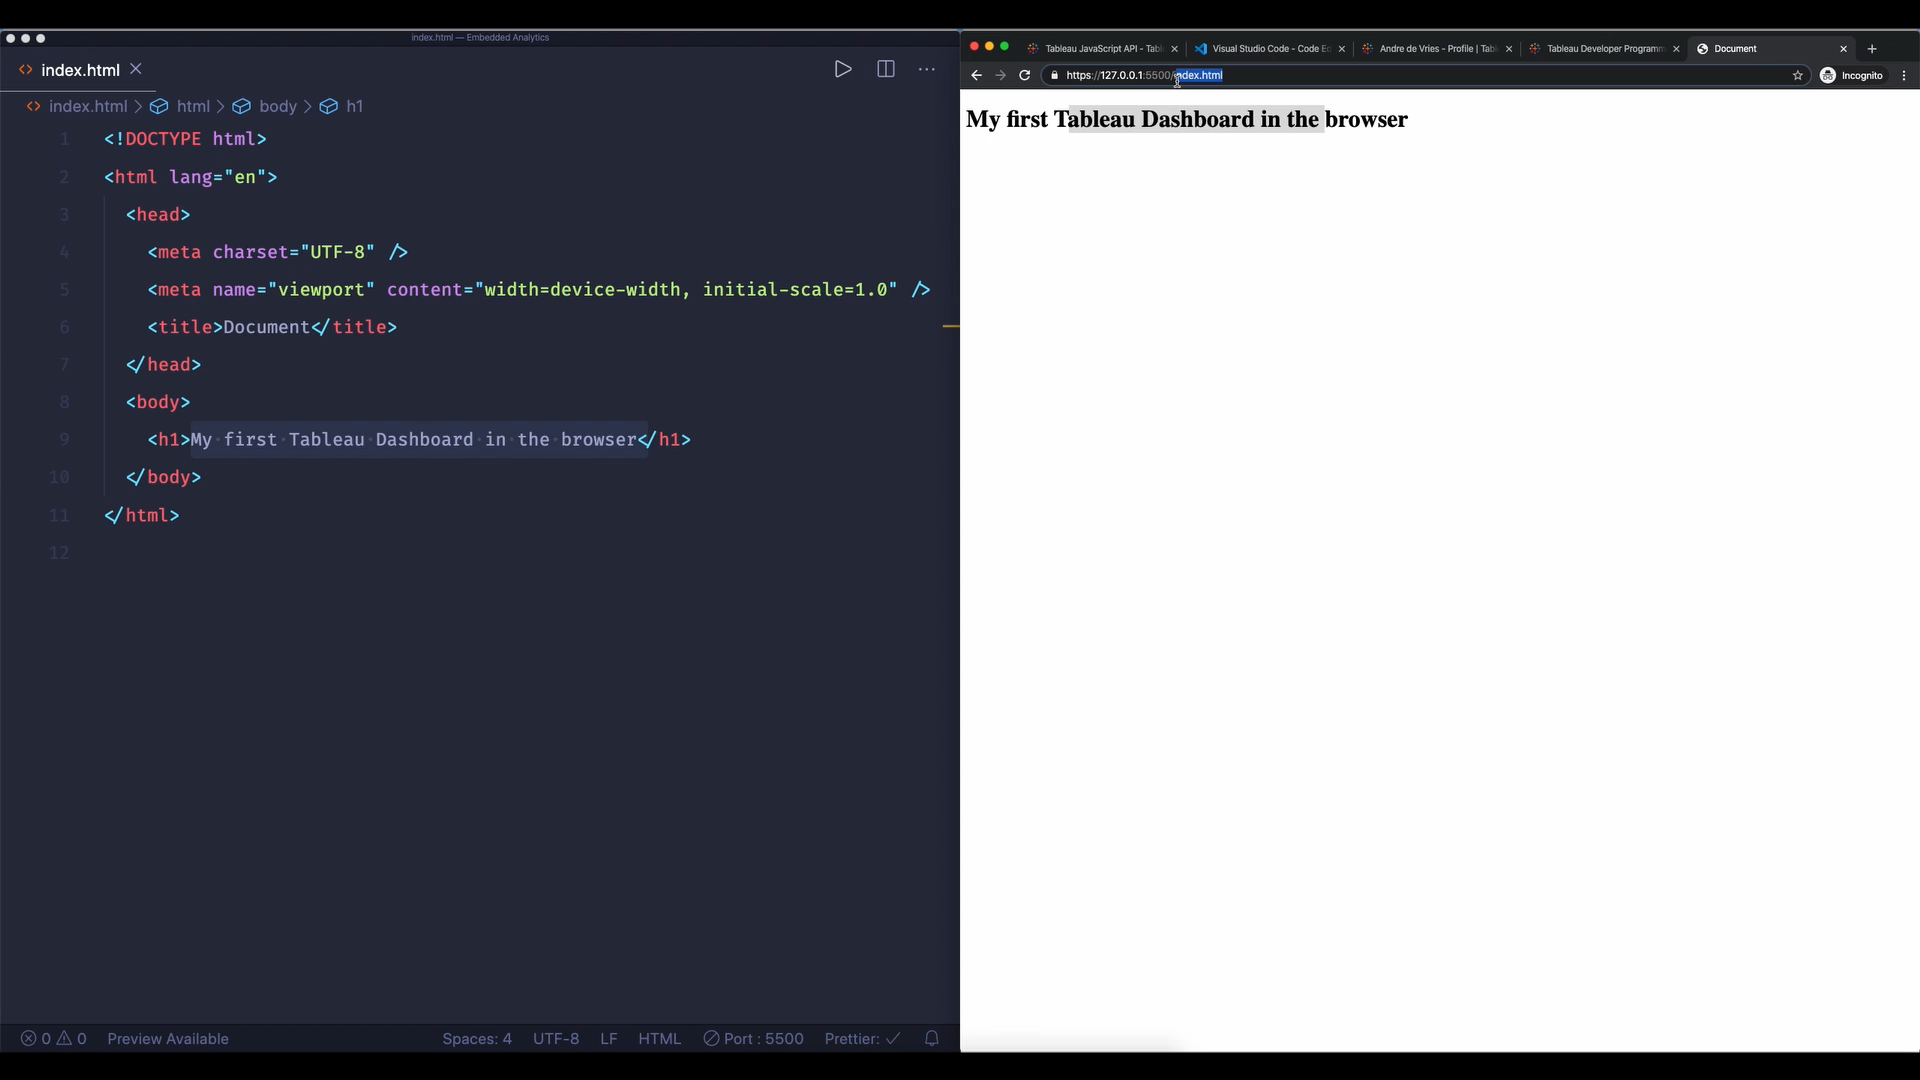 index.html — Embedded Analytics
index.html
index.html > html > body > h1
1 <!DOCTYPE html>
2 <html lang="en">
3 <head>
4 <meta charset="UTF-8" />
5 <meta name="viewport" content="width=device-width, initial-scale=1.0" />
6 <title>Document</title>
7 </head>
8 <body>
9 <h1>My first Tableau Dashboard in the browser</h1>
10 </body>
11 </html>
12
0 0 Preview Available Spaces: 4 UTF-8 LF HTML Port : 5500 Prettier: ✓
Tableau JavaScript API - Tabl Visual Studio Code - Code Ed Andre de Vries - Profile | Tabl Tableau Developer Programm Document
https://127.0.0.1:5500/index.html Incognito
My first Tableau Dashboard in the browser